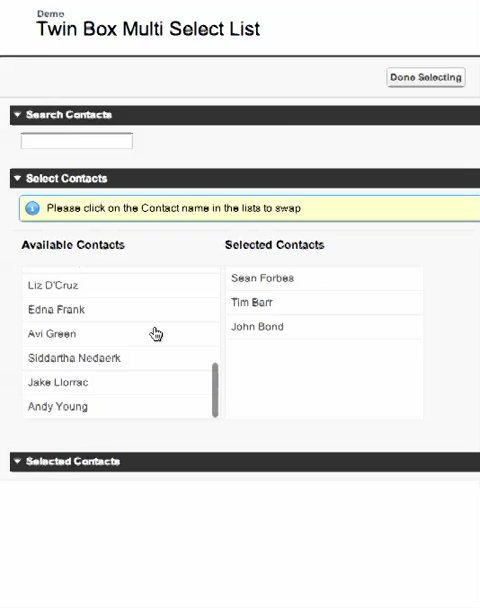 Demo
Twin Box Multi Select List
Done Selecting
Search Contacts
Select Contacts
Please click on the Contact name in the lists to swap
Available Contacts
Selected Contacts
Liz D'Cruz
Edna Frank
Avi Green
Siddartha Nedaerk
Jake Llorrac
Andy Young
Sean Forbes
Tim Barr
John Bond
Selected Contacts